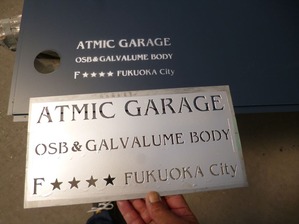 ATMIC GARAGE
OSB & GALVALUME BODY
F★★★★ FUKUOKA City
ATMIC GARAGE
OSB & GALVALUME BODY
F★★★★ FUKUOKA City